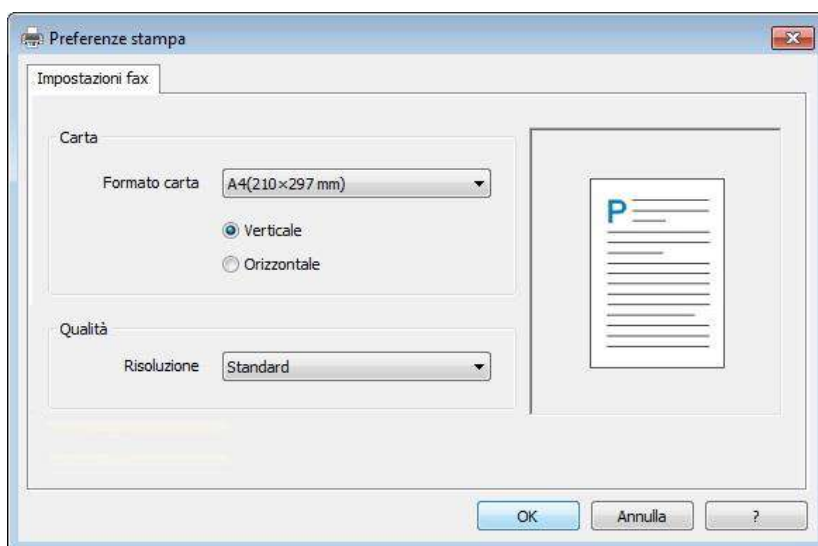 Preferenze stampa
Impostazioni fax
Carta
Formato carta A4(210×297 mm)
Verticale
Orizzontale
P
Qualità
Risoluzione Standard
OK Annulla ?